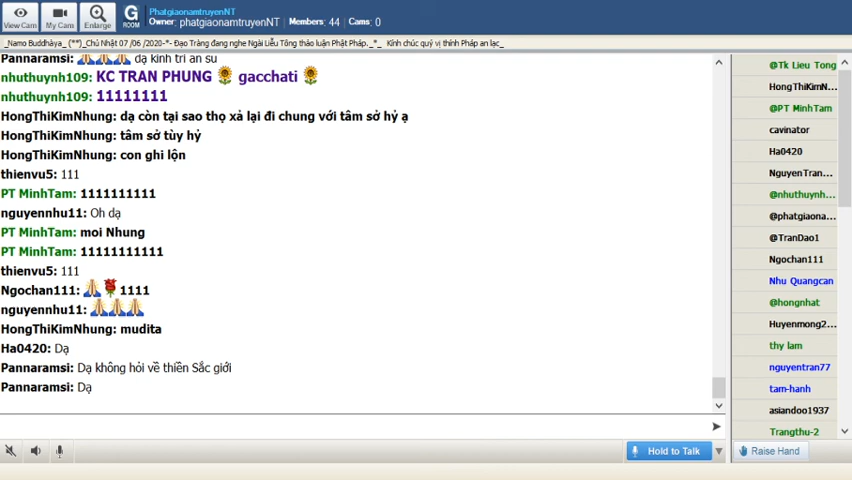 View Cam
My Cam
Enlarge
G
ROOM
PhatgiaonamtruyenNT
Owner: phatgiaonamtruyenNT Members: 44 Cams: 0
_Namo Buddhàya_ (**)_Chủ Nhật 07 /06 /2020-* Đạo Tràng đang nghe Ngài Liễu Tông thảo luận Phật Pháp._*_ Kính chúc quý vị thính Pháp an lạc_
Pannaramsi: dạ kinh tri an su
nhuthuynh109: KC TRAN PHUNG gacchati
nhuthuynh109: 11111111
HongThiKimNhung: dạ còn tại sao thọ xả lại đi chung với tâm sở hỷ ạ
HongThiKimNhung: tâm sở tùy hỷ
HongThiKimNhung: con ghi lộn
thienvu5: 111
PT MinhTam: 1111111111
nguyennhu11: Oh dạ
PT MinhTam: moi Nhung
PT MinhTam: 11111111111
thienvu5: 111
Ngochan111: 1111
nguyennhu11:
HongThiKimNhung: mudita
Ha0420: Dạ
Pannaramsi: Dạ không hỏi về thiền Sắc giới
Pannaramsi: Dạ
@Tk Lieu Tong
HongThiKimN...
@PT MinhTam
cavinator
Ha0420
NguyenTran...
@nhuthuynh...
@phatgiaona...
@TranDao1
Ngochan111
Nhu Quangcan
@hongnhat
Huyenmong2...
thy lam
nguyentran77
tam-hanh
asiandoo1937
Trangthu-2
Hold to Talk
Raise Hand